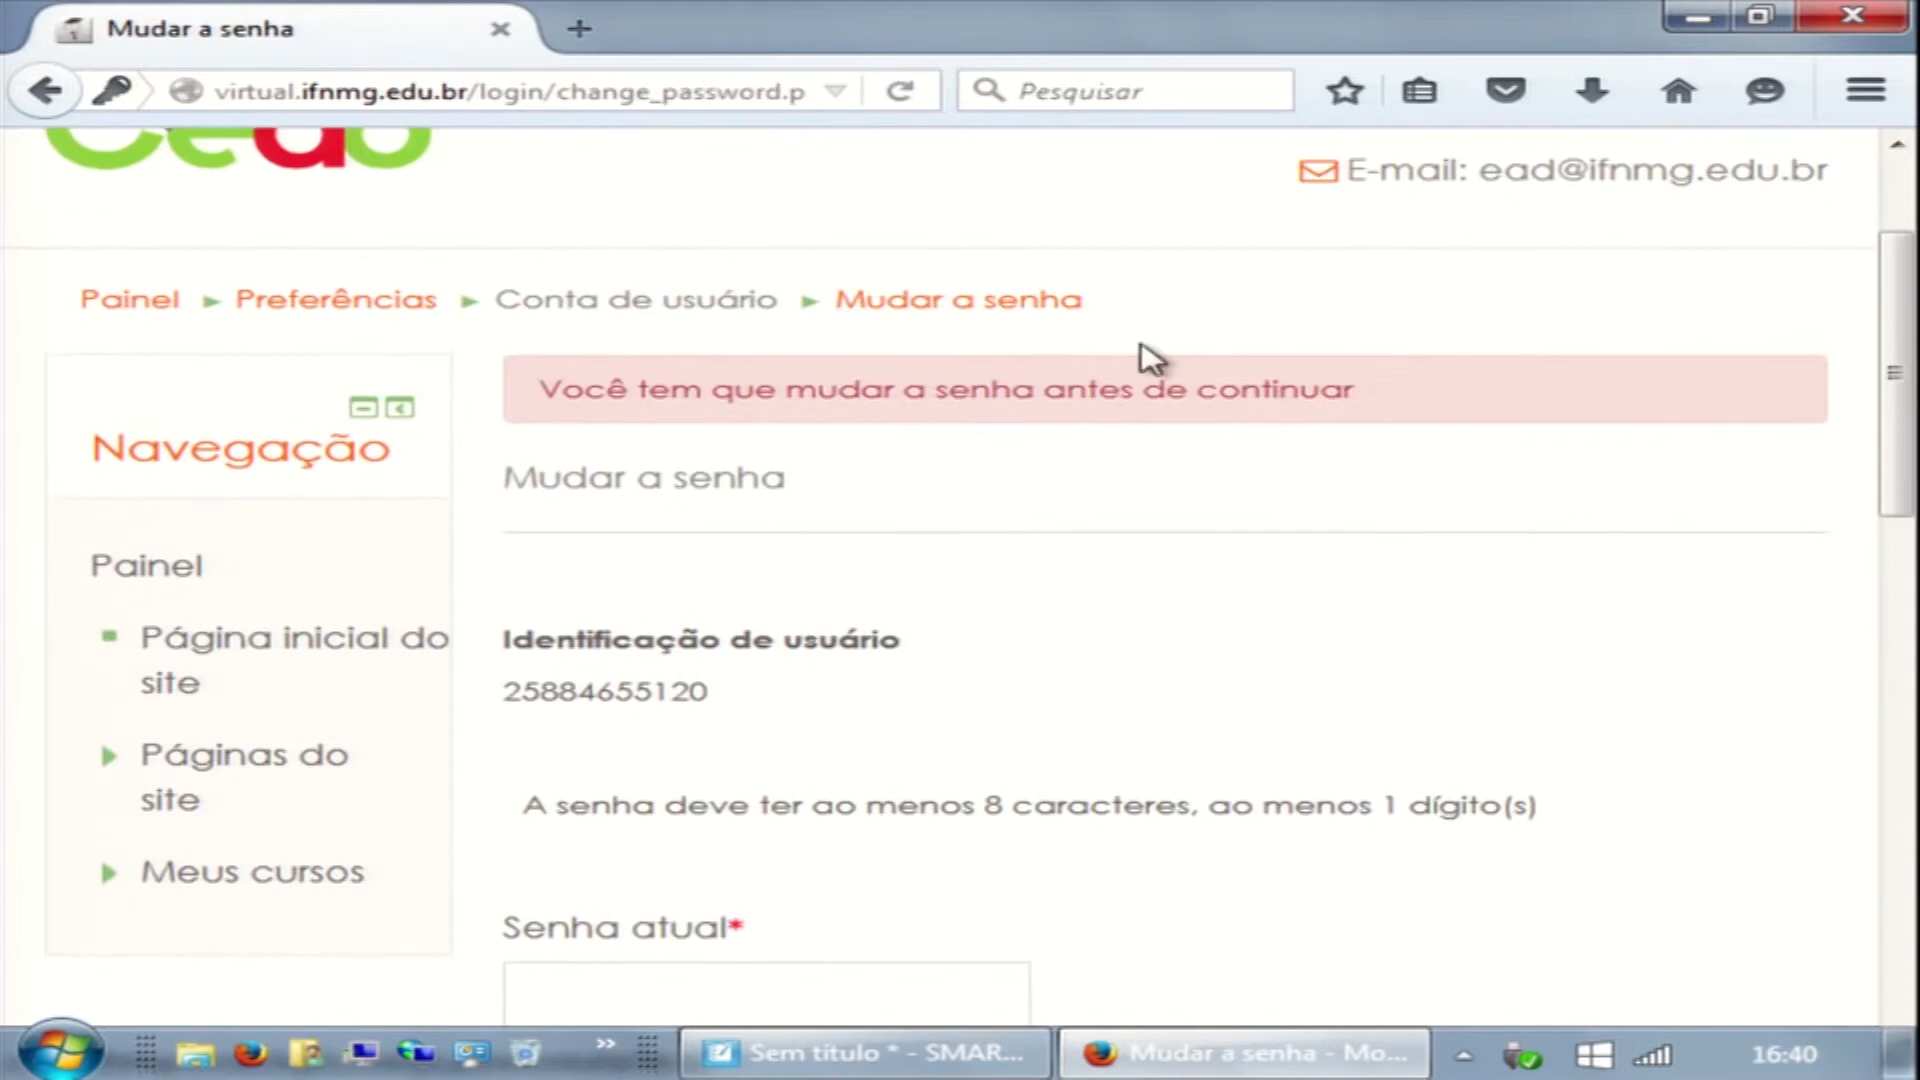 Mudar a senha
virtual.ifnmg.edu.br/login/change_password.p
Pesquisar
E-mail: ead@ifnmg.edu.br
Painel Preferências Conta de usuário Mudar a senha
Você tem que mudar a senha antes de continuar
Navegação
Mudar a senha
Painel
Página inicial do
site
Páginas do
site
Meus cursos
Identificação de usuário
25884655120
A senha deve ter ao menos 8 caracteres, ao menos 1 dígito(s)
Senha atual*
Sem título * - SMAR...
Mudar a senha - Mo...
16:40